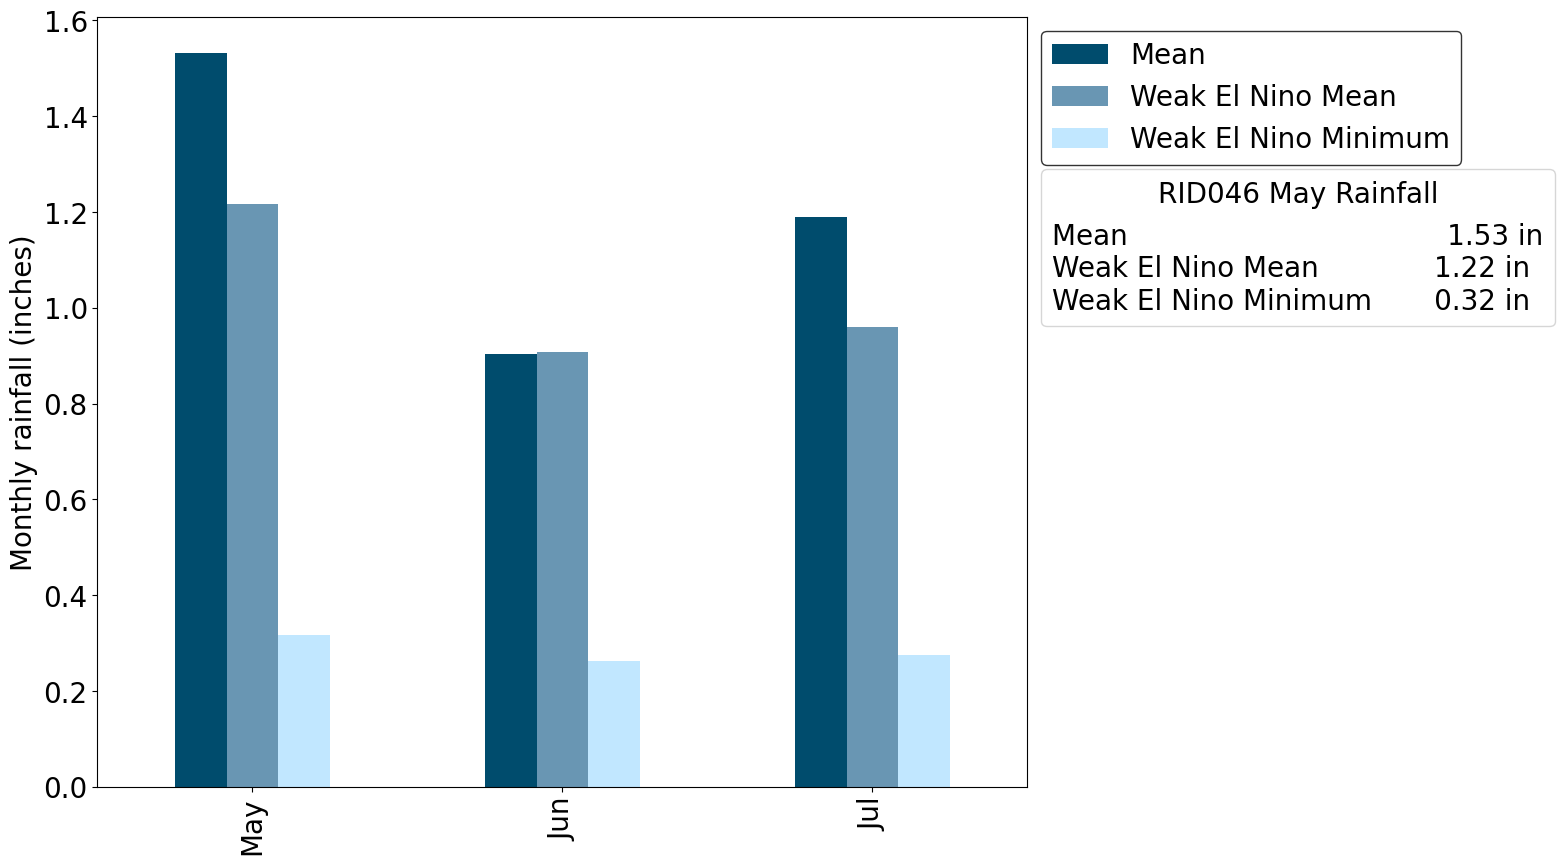 Monthly rainfall (inches)
1.6
1.4
1.2
1.0
0.8
0.6
0.4
0.2
0.0
May
Jun
Jul
Mean
Weak El Nino Mean
Weak El Nino Minimum
RID046 May Rainfall
Mean 1.53 in
Weak El Nino Mean 1.22 in
Weak El Nino Minimum 0.32 in